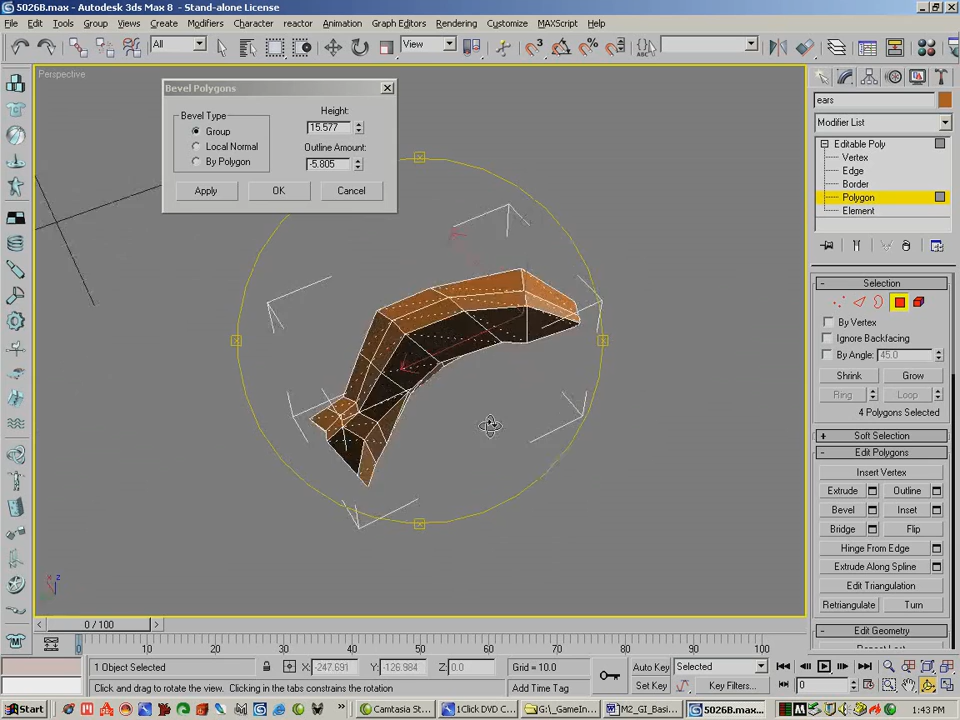 5026B.max - Autodesk 3ds Max 8 - Stand-alone License
File Edit Tools Group Views Create Modifiers Character reactor Animation Graph Editors Rendering Customize MAXScript Help
All View
Perspective
Bevel Polygons
Bevel Type
Group
Local Normal
By Polygon
Height:
15.577
Outline Amount:
-5.805
Apply OK Cancel
ears
Modifier List
Editable Poly
Vertex
Edge
Border
Polygon
Element
Selection
By Vertex
Ignore Backfacing
By Angle: 45.0
Shrink Grow
Ring Loop
4 Polygons Selected
Soft Selection
Edit Polygons
Insert Vertex
Extrude Outline
Bevel Inset
Bridge Flip
Hinge From Edge
Extrude Along Spline
Edit Triangulation
Retriangulate Turn
Edit Geometry
z
0 / 100
10 20 30 40 50 60 70 80 90 100
1 Object Selected X: -247.691 Y: -126.984 Z: 0.0 Grid = 10.0 Auto Key Selected
Click and drag to rotate the view. Clicking in the tabs constrains the rotation Add Time Tag Set Key Key Filters... 0
Start Camtasia St... 1Click DVD C... G:\_GameIn... M2_GI_Basi... 5026B.max -... 1:43 PM